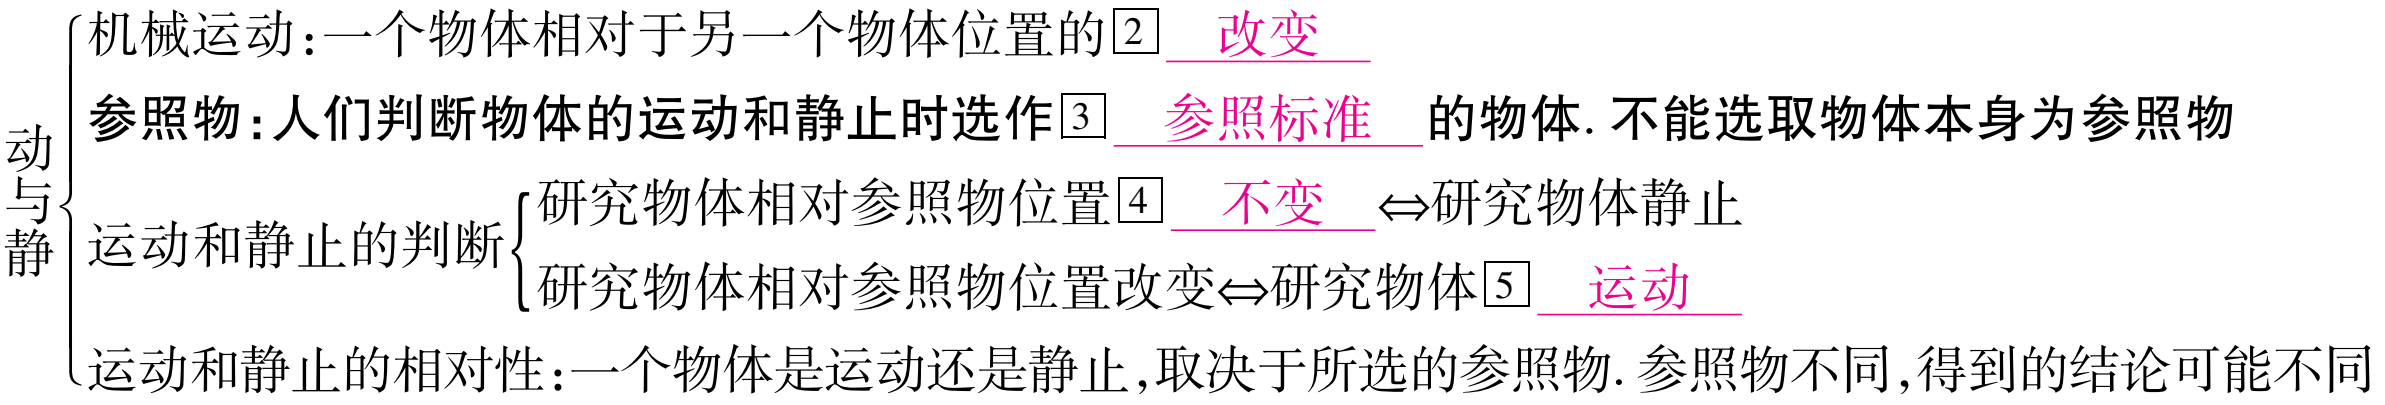 动与静
机械运动:一个物体相对于另一个物体位置的2 改变
参照物:人们判断物体的运动和静止时选作3 参照标准 的物体.不能选取物体本身为参照物
运动和静止的判断
研究物体相对参照物位置4 不变 ⇔研究物体静止
研究物体相对参照物位置改变⇔研究物体5 运动
运动和静止的相对性:一个物体是运动还是静止,取决于所选的参照物.参照物不同,得到的结论可能不同